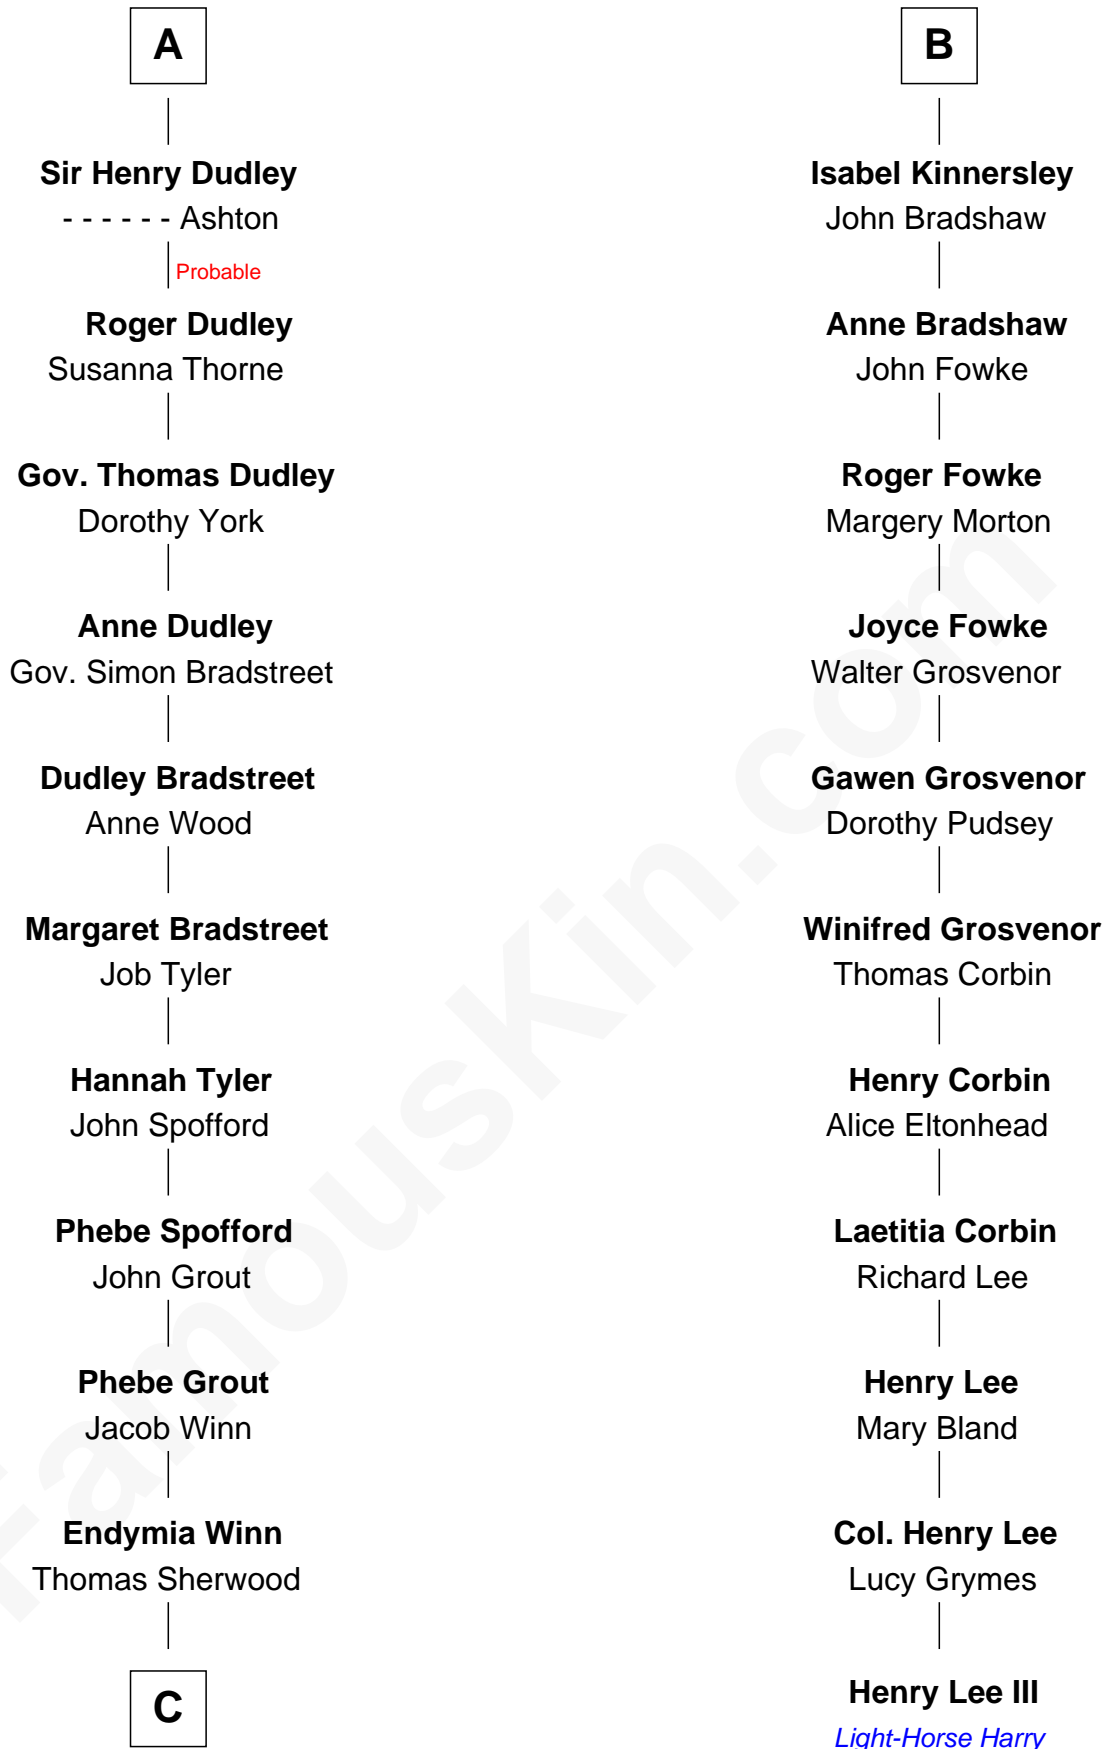 A
Sir Henry Dudley
- - - - - - Ashton
Probable
Roger Dudley
Susanna Thorne
Gov. Thomas Dudley
Dorothy York
Anne Dudley
Gov. Simon Bradstreet
Dudley Bradstreet
Anne Wood
Margaret Bradstreet
Job Tyler
Hannah Tyler
John Spofford
Phebe Spofford
John Grout
Phebe Grout
Jacob Winn
Endymia Winn
Thomas Sherwood
C
B
Isabel Kinnersley
John Bradshaw
Anne Bradshaw
John Fowke
Roger Fowke
Margery Morton
Joyce Fowke
Walter Grosvenor
Gawen Grosvenor
Dorothy Pudsey
Winifred Grosvenor
Thomas Corbin
Henry Corbin
Alice Eltonhead
Laetitia Corbin
Richard Lee
Henry Lee
Mary Bland
Col. Henry Lee
Lucy Grymes
Henry Lee III
Light-Horse Harry
FamousKin.com